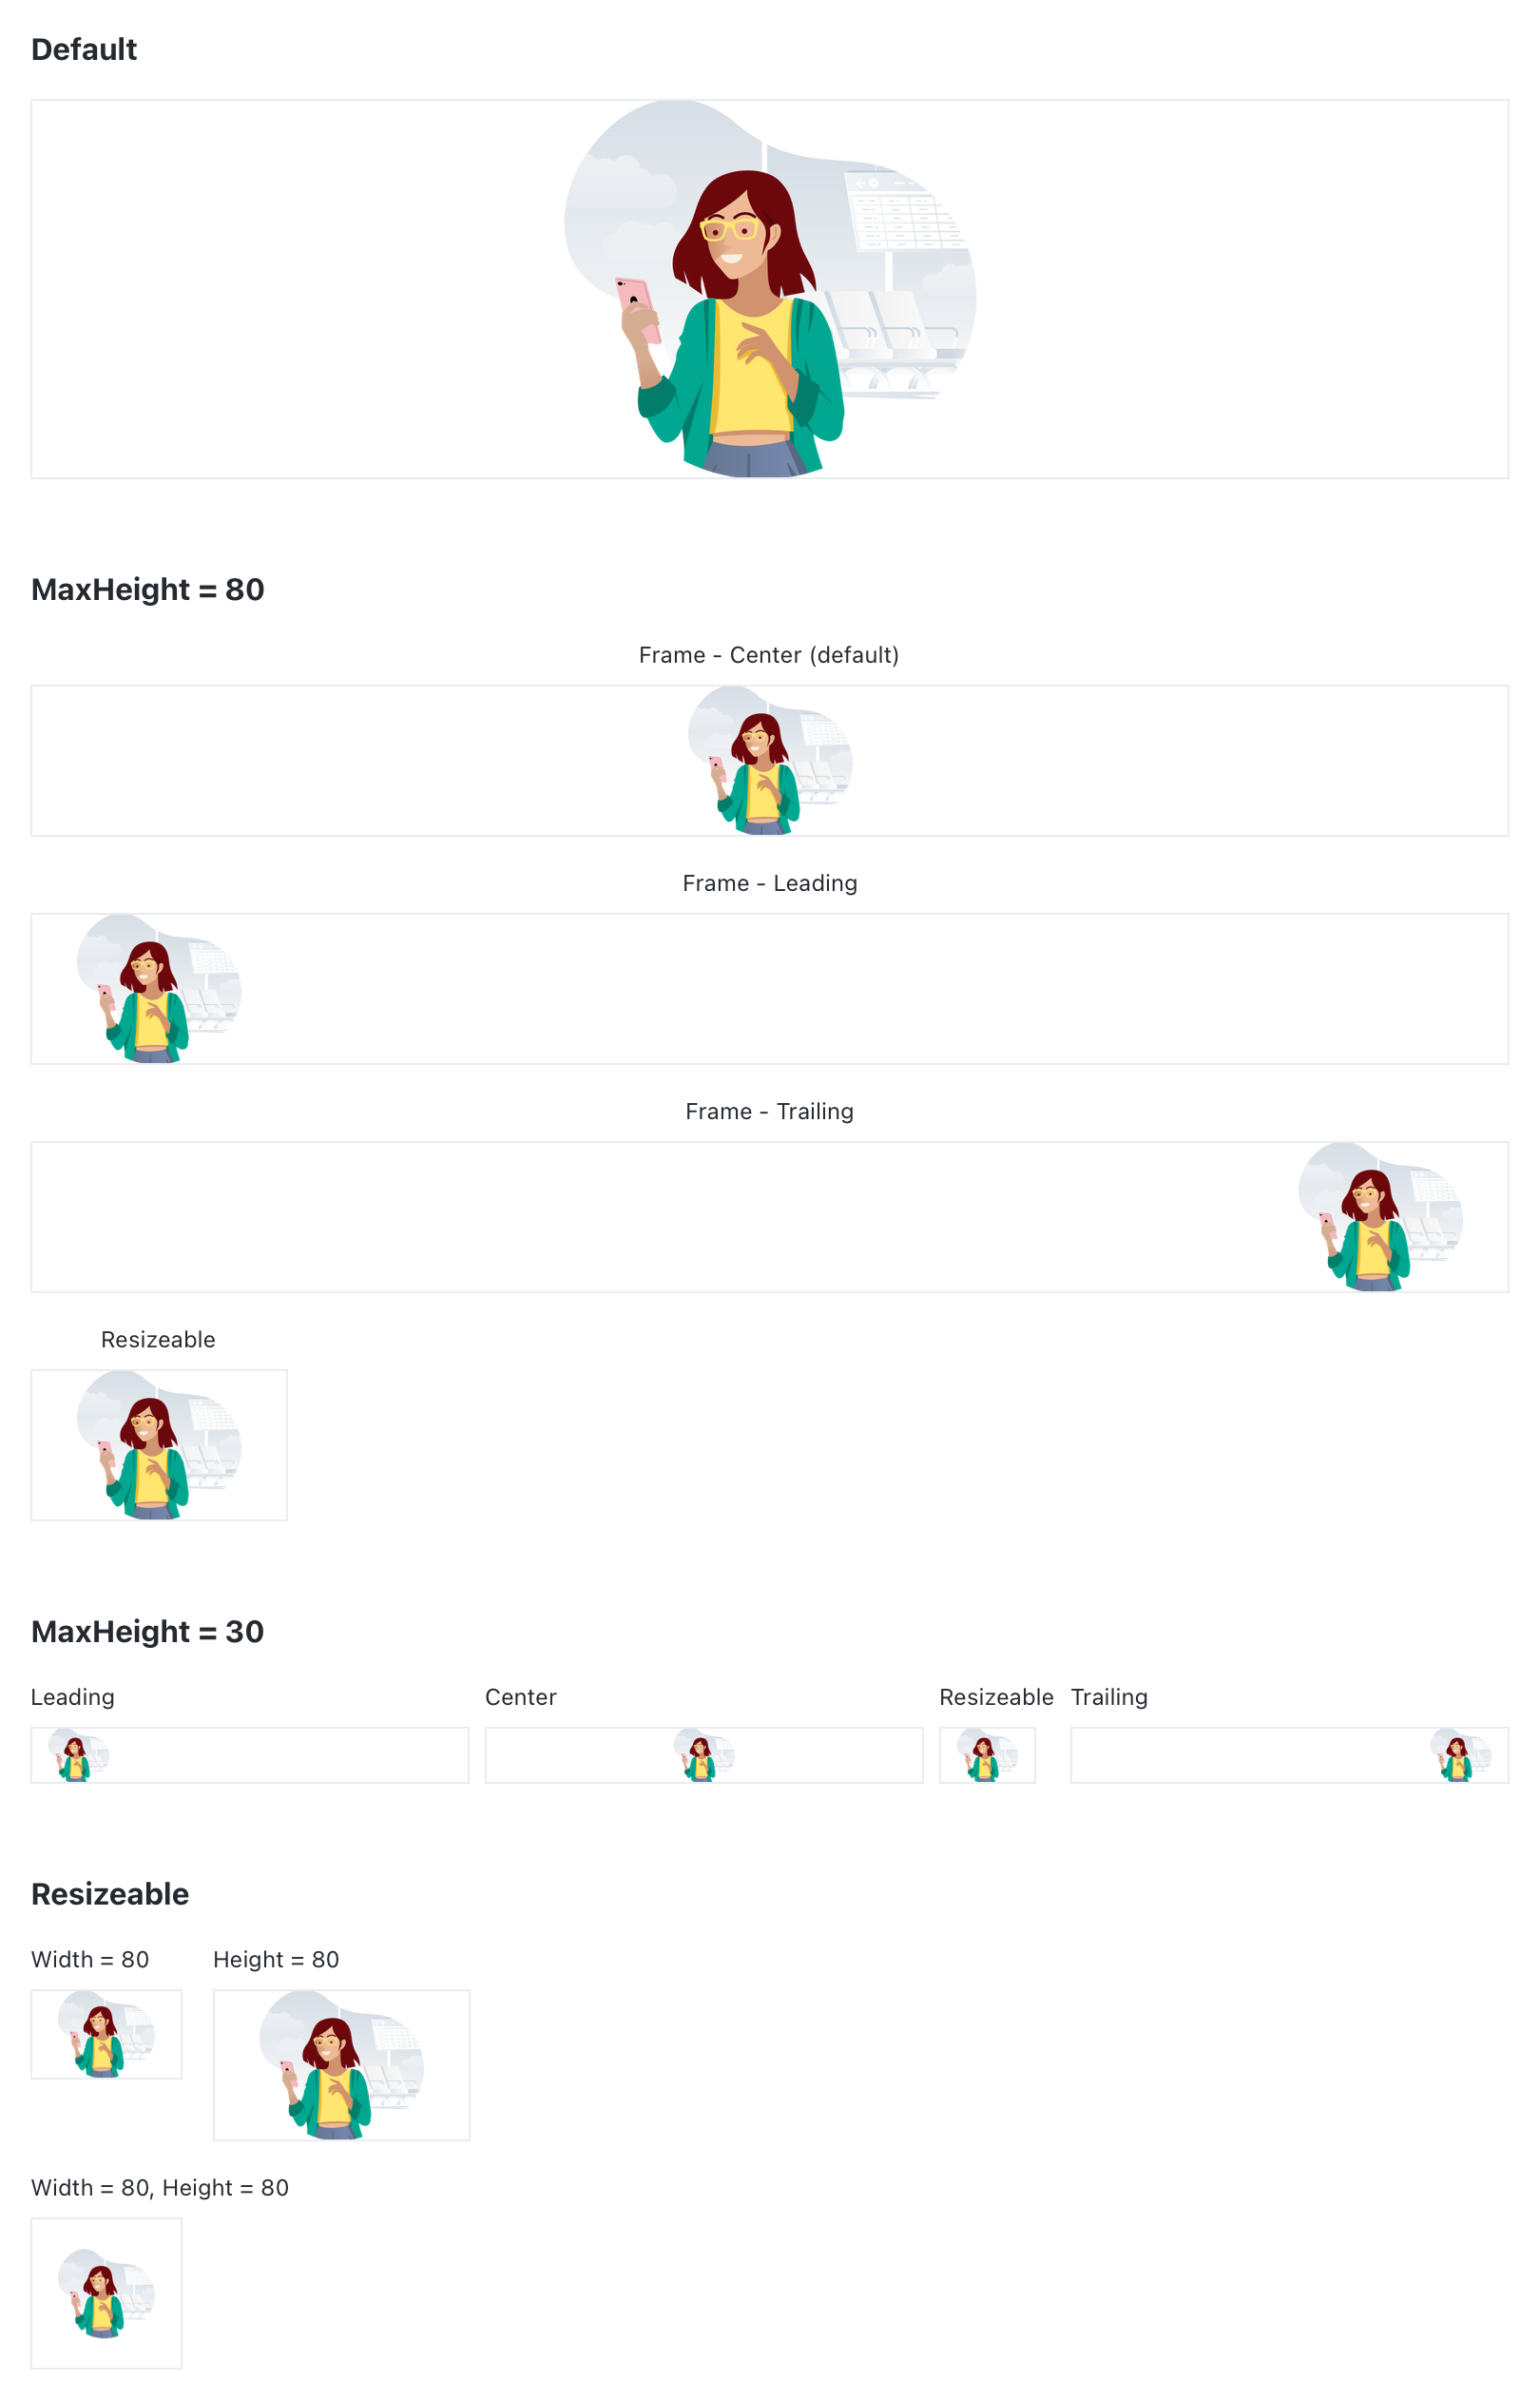 Default
MaxHeight = 80
Frame - Center (default)
Frame - Leading
Frame - Trailing
Resizeable
MaxHeight = 30
Leading Center Resizeable Trailing
Resizeable
Width = 80 Height = 80
Width = 80, Height = 80